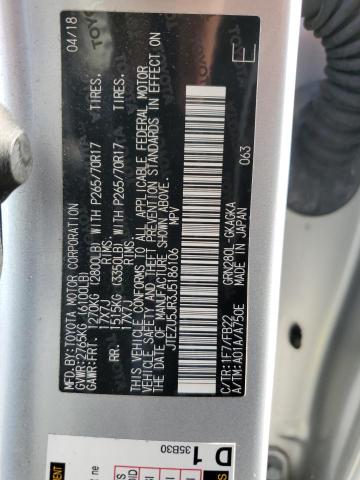 MFD.BY:TOYOTA MOTOR CORPORATION 04/18
GVWR:2765KG (6100LB)
GAWR:FRT. 1270KG (2800LB) WITH P265/70R17 TIRES.
17X7J RIMS.
RR. 1515KG (3350LB) WITH P265/70R17 TIRES.
17X7J RIMS.
THIS VEHICLE CONFORMS TO ALL APPLICABLE FEDERAL MOTOR
VEHICLE SAFETY AND THEFT PREVENTION STANDARDS IN EFFECT ON
THE DATE OF MANUFACTURE SHOWN ABOVE.
JTEZU5JR3J5186106 MPV
C/TR:1F7/FB22 GRN280L-GKAGKA
A/TM:A01A/A750E MADE IN JAPAN 063
E
D 1
35B30